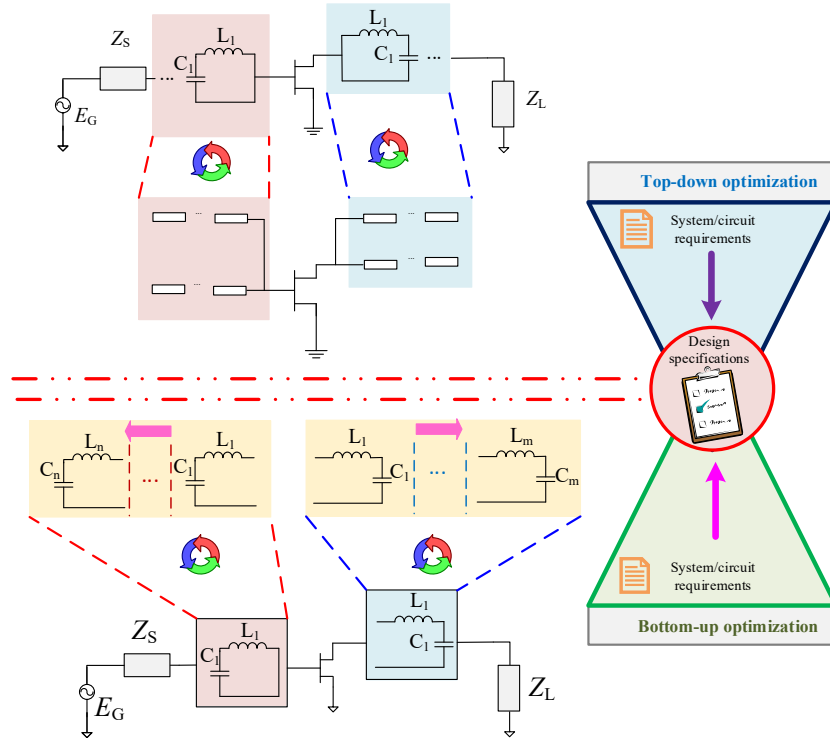 Z_S
L_1
C_1
...
E_G
L_1
C_1
...
Z_L
... ...
... ...
Top-down optimization
System/circuit
requirements
Design
specifications
L_n
C_n
...
L_1
C_1
L_1
C_1
...
L_m
C_m
System/circuit
requirements
Bottom-up optimization
Z_S
L_1
C_1
E_G
L_1
C_1
Z_L